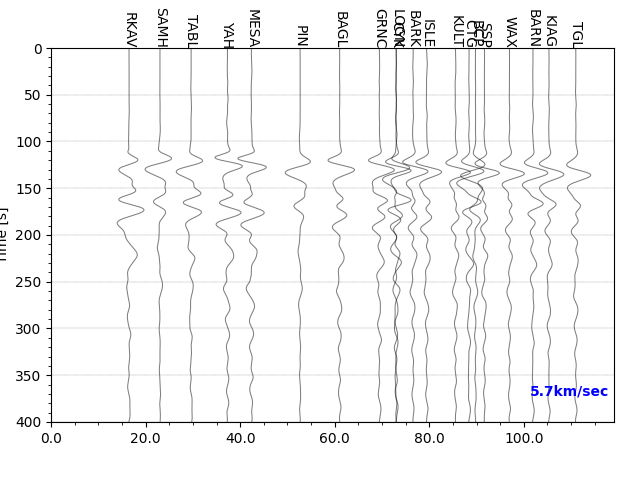 RKAV SAMH TABL YAH MESA PIN BAGL GRNC BARK ISLE KULT CTG SSP WAX BARN KIAG TGL
Time [s]
0
50
100
150
200
250
300
350
400
5.7km/sec
0.0 20.0 40.0 60.0 80.0 100.0